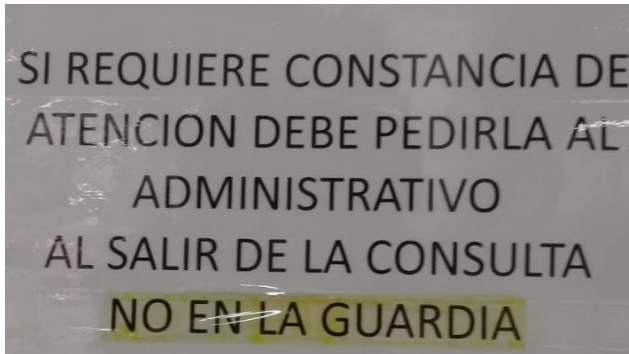 SI REQUIERE CONSTANCIA DE
ATENCION DEBE PEDIRLA AL
ADMINISTRATIVO
AL SALIR DE LA CONSULTA
NO EN LA GUARDIA